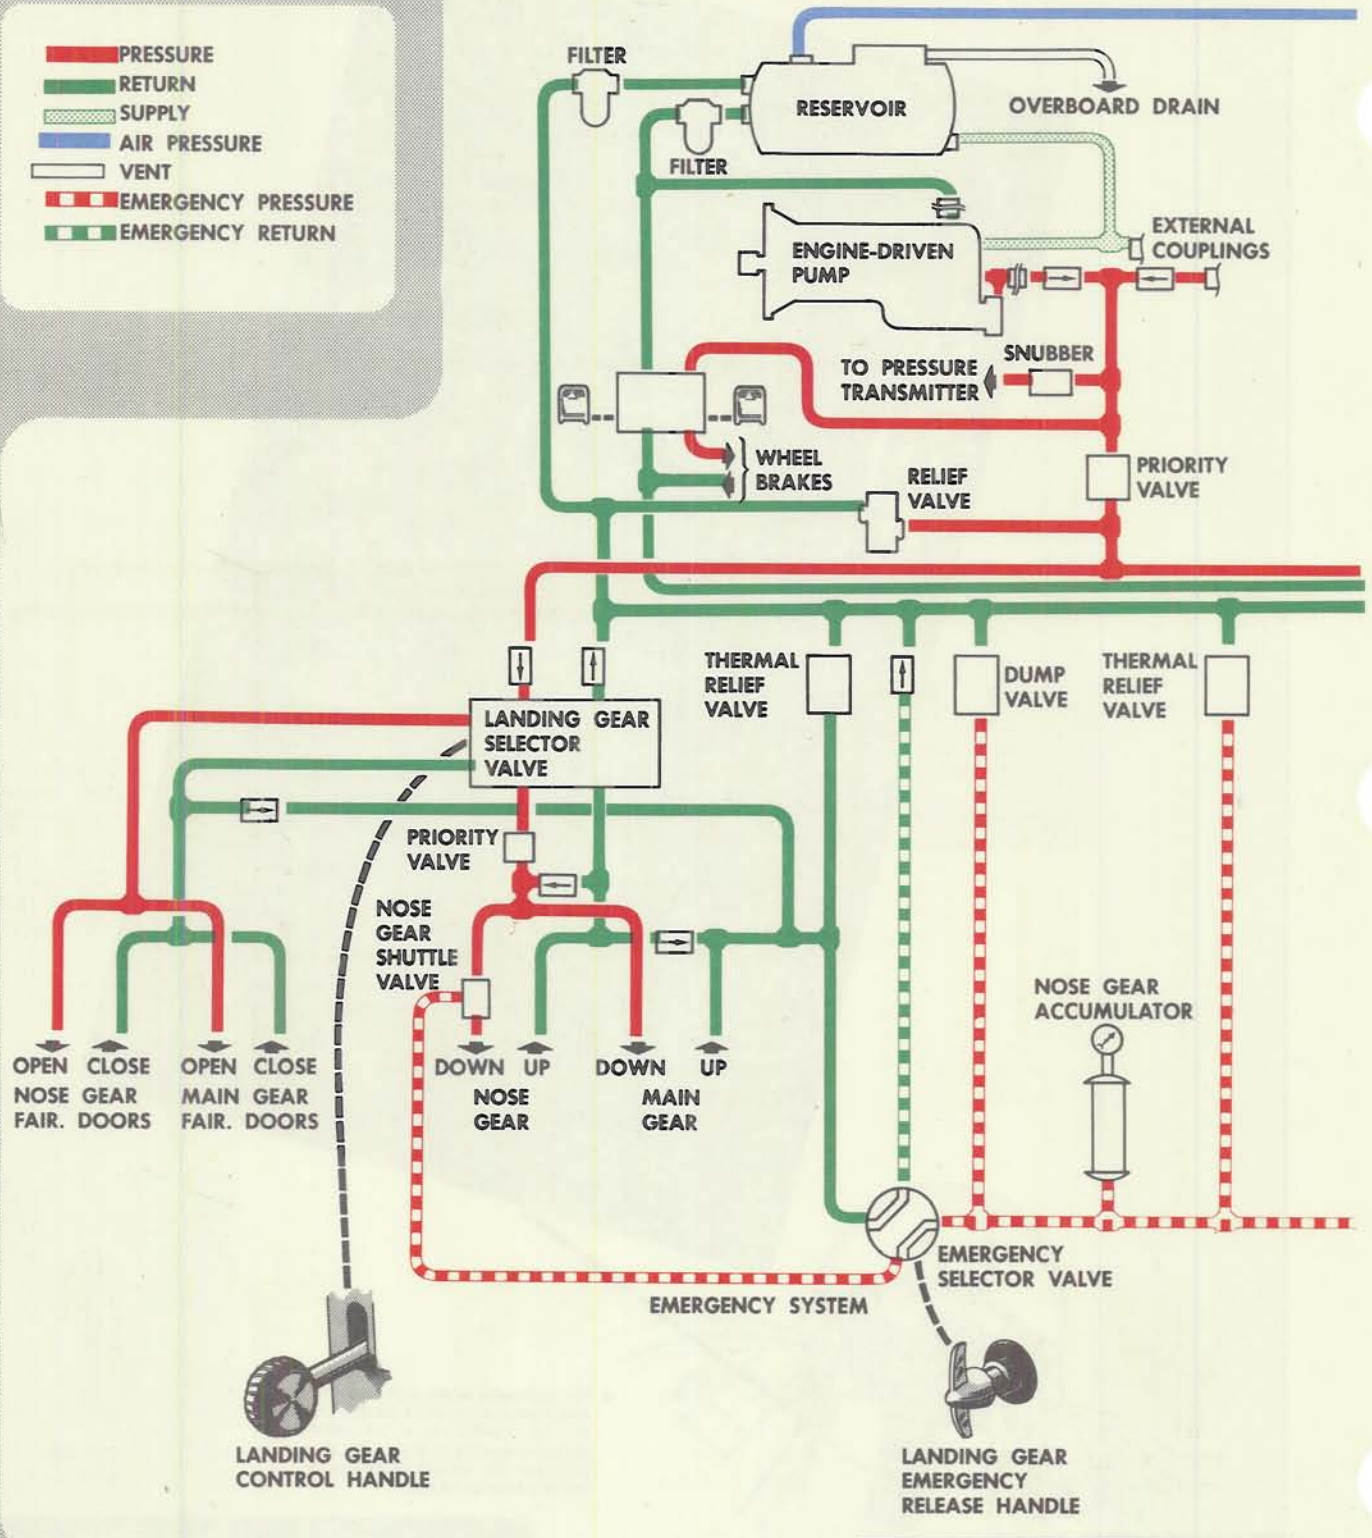 PRESSURE
RETURN
SUPPLY
AIR PRESSURE
VENT
EMERGENCY PRESSURE
EMERGENCY RETURN
FILTER
FILTER
RESERVOIR
OVERBOARD DRAIN
EXTERNAL
COUPLINGS
ENGINE-DRIVEN
PUMP
SNUBBER
TO PRESSURE
TRANSMITTER
WHEEL
BRAKES
RELIEF
VALVE
PRIORITY
VALVE
THERMAL
RELIEF
VALVE
DUMP
VALVE
THERMAL
RELIEF
VALVE
LANDING GEAR
SELECTOR
VALVE
PRIORITY
VALVE
NOSE
GEAR
SHUTTLE
VALVE
NOSE GEAR
ACCUMULATOR
OPEN CLOSE
NOSE GEAR
FAIR. DOORS
OPEN CLOSE
MAIN GEAR
FAIR. DOORS
DOWN UP
NOSE
GEAR
DOWN UP
MAIN
GEAR
EMERGENCY
SELECTOR VALVE
EMERGENCY SYSTEM
LANDING GEAR
CONTROL HANDLE
LANDING GEAR
EMERGENCY
RELEASE HANDLE